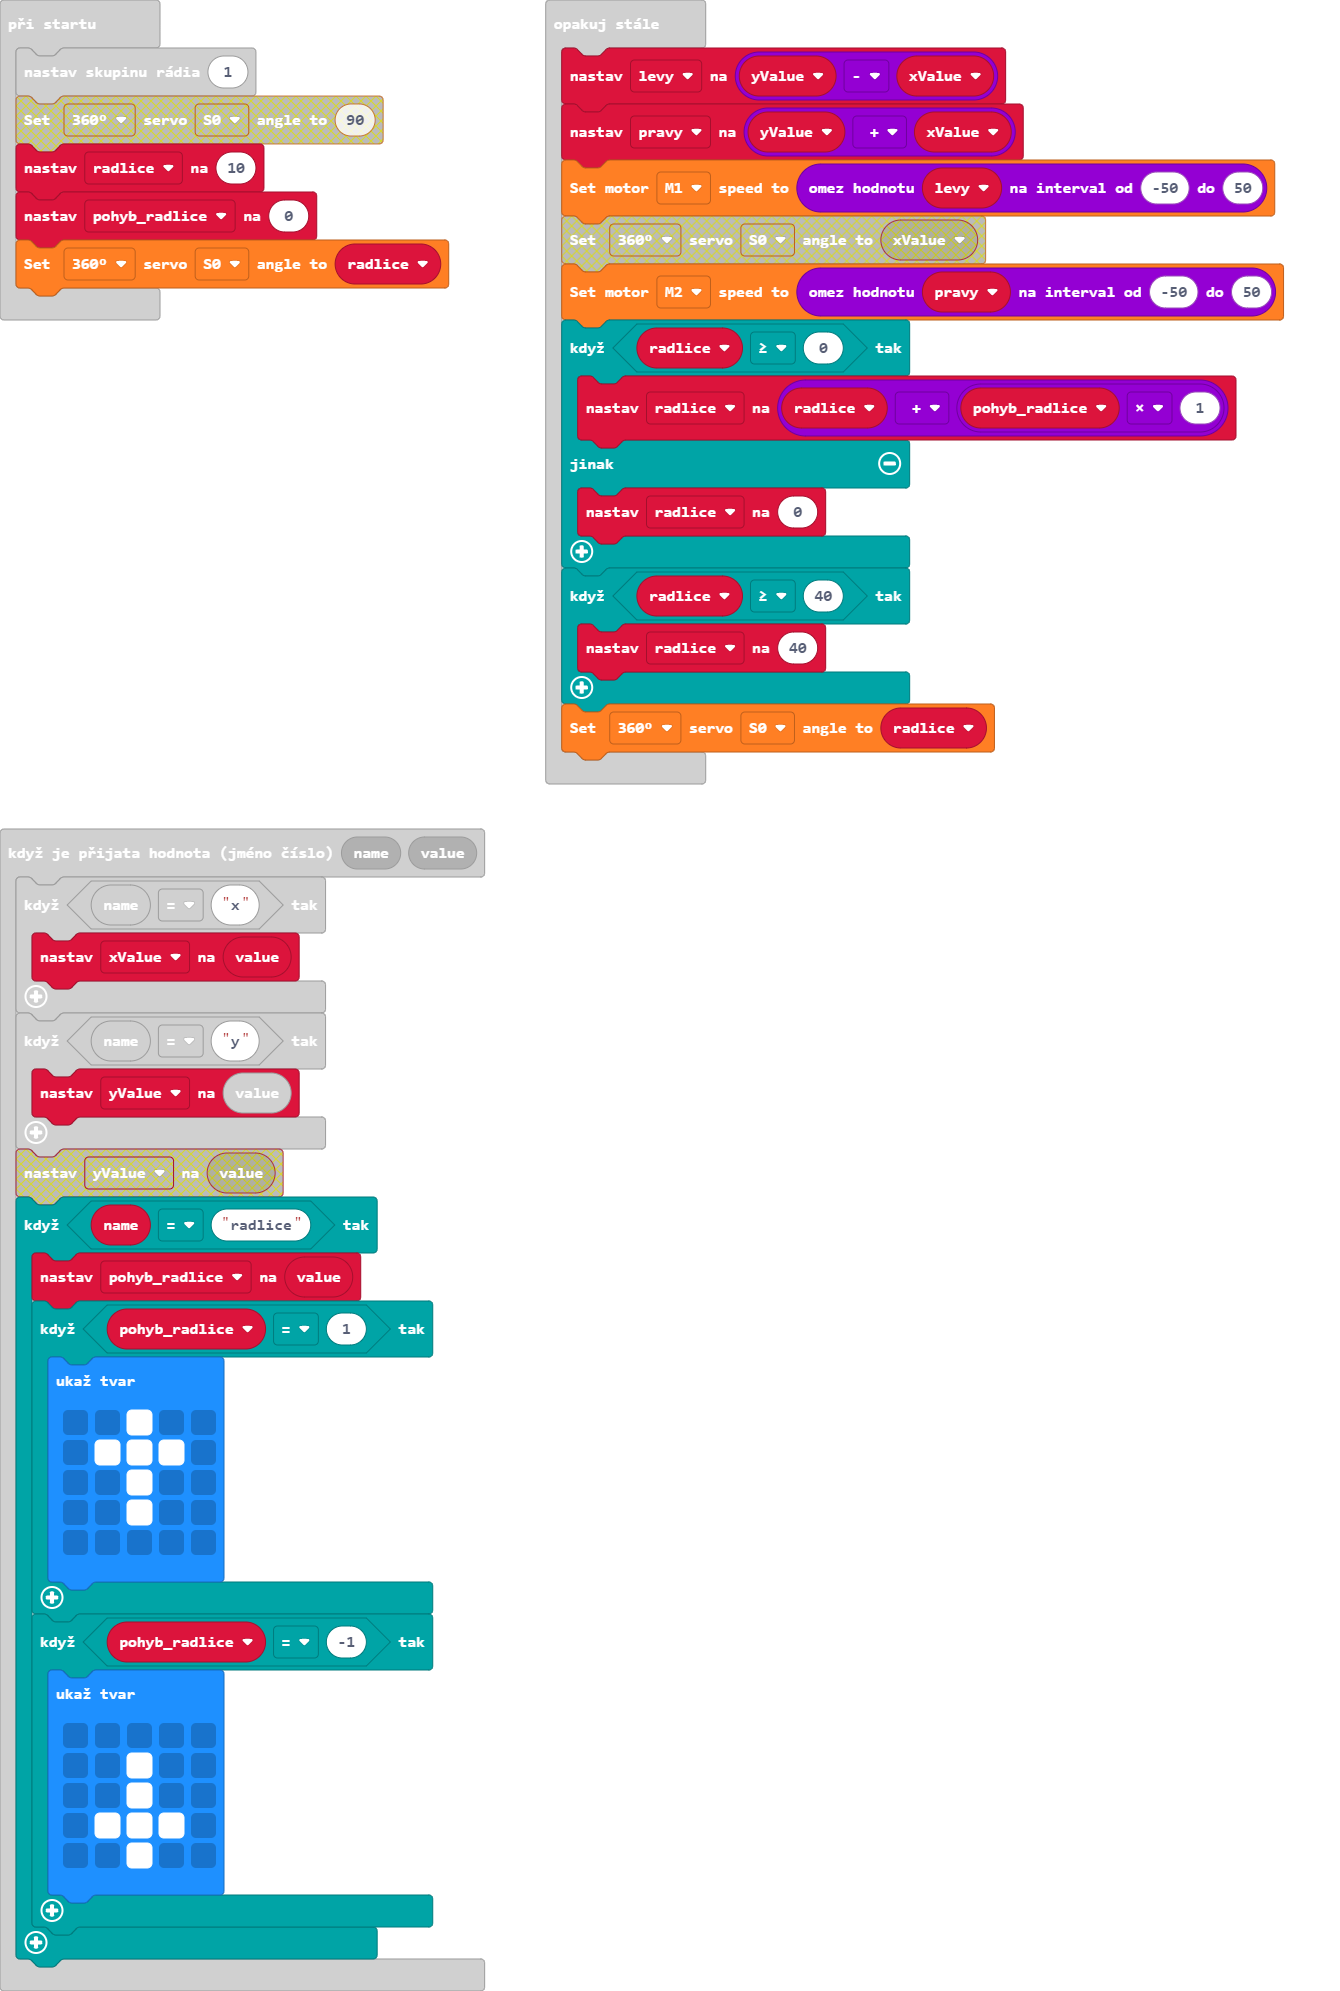 při startu
nastav skupinu rádia 1
Set 360° servo S0 angle to 90
nastav radlice na 10
nastav pohyb_radlice na 0
Set 360° servo S0 angle to radlice
opakuj stále
nastav levy na yValue - xValue
nastav pravy na yValue + xValue
Set motor M1 speed to omez hodnotu levy na interval od -50 do 50
Set 360° servo S0 angle to xValue
Set motor M2 speed to omez hodnotu pravy na interval od -50 do 50
když radlice ≥ 0 tak
nastav radlice na radlice + pohyb_radlice × 1
jinak
nastav radlice na 0
když radlice ≥ 40 tak
nastav radlice na 40
Set 360° servo S0 angle to radlice
když je přijata hodnota (jméno číslo) name value
když name = "x" tak
nastav xValue na value
když name = "y" tak
nastav yValue na value
nastav yValue na value
když name = "radlice" tak
nastav pohyb_radlice na value
když pohyb_radlice = 1 tak
ukaž tvar
když pohyb_radlice = -1 tak
ukaž tvar